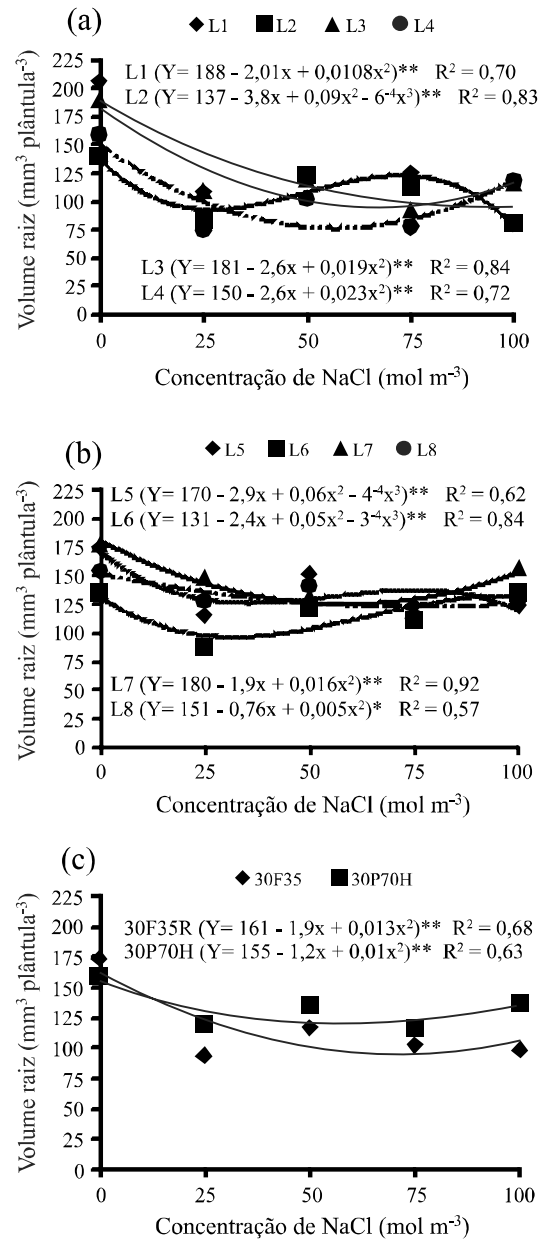 (a)
L1 L2 L3 L4
L1 (Y= 188 - 2,01x + 0,0108x²)** R² = 0,70
L2 (Y= 137 - 3,8x + 0,09x² - 6⁻⁴x³)** R² = 0,83
L3 (Y= 181 - 2,6x + 0,019x²)** R² = 0,84
L4 (Y= 150 - 2,6x + 0,023x²)** R² = 0,72
Volume raiz (mm³ plântula⁻³)
225
200
175
150
125
100
75
50
25
0
0 25 50 75 100
Concentração de NaCl (mol m⁻³)
(b)
L5 L6 L7 L8
L5 (Y= 170 - 2,9x + 0,06x² - 4⁻⁴x³)** R² = 0,62
L6 (Y= 131 - 2,4x + 0,05x² - 3⁻⁴x³)** R² = 0,84
L7 (Y= 180 - 1,9x + 0,016x²)** R² = 0,92
L8 (Y= 151 - 0,76x + 0,005x²)* R² = 0,57
Volume raiz (mm³ plântula⁻³)
225
200
175
150
125
100
75
50
25
0
0 25 50 75 100
Concentração de NaCl (mol m⁻³)
(c)
30F35 30P70H
30F35R (Y= 161 - 1,9x + 0,013x²)** R² = 0,68
30P70H (Y= 155 - 1,2x + 0,01x²)** R² = 0,63
Volume raiz (mm³ plântula⁻³)
225
200
175
150
125
100
75
50
25
0
0 25 50 75 100
Concentração de NaCl (mol m⁻³)